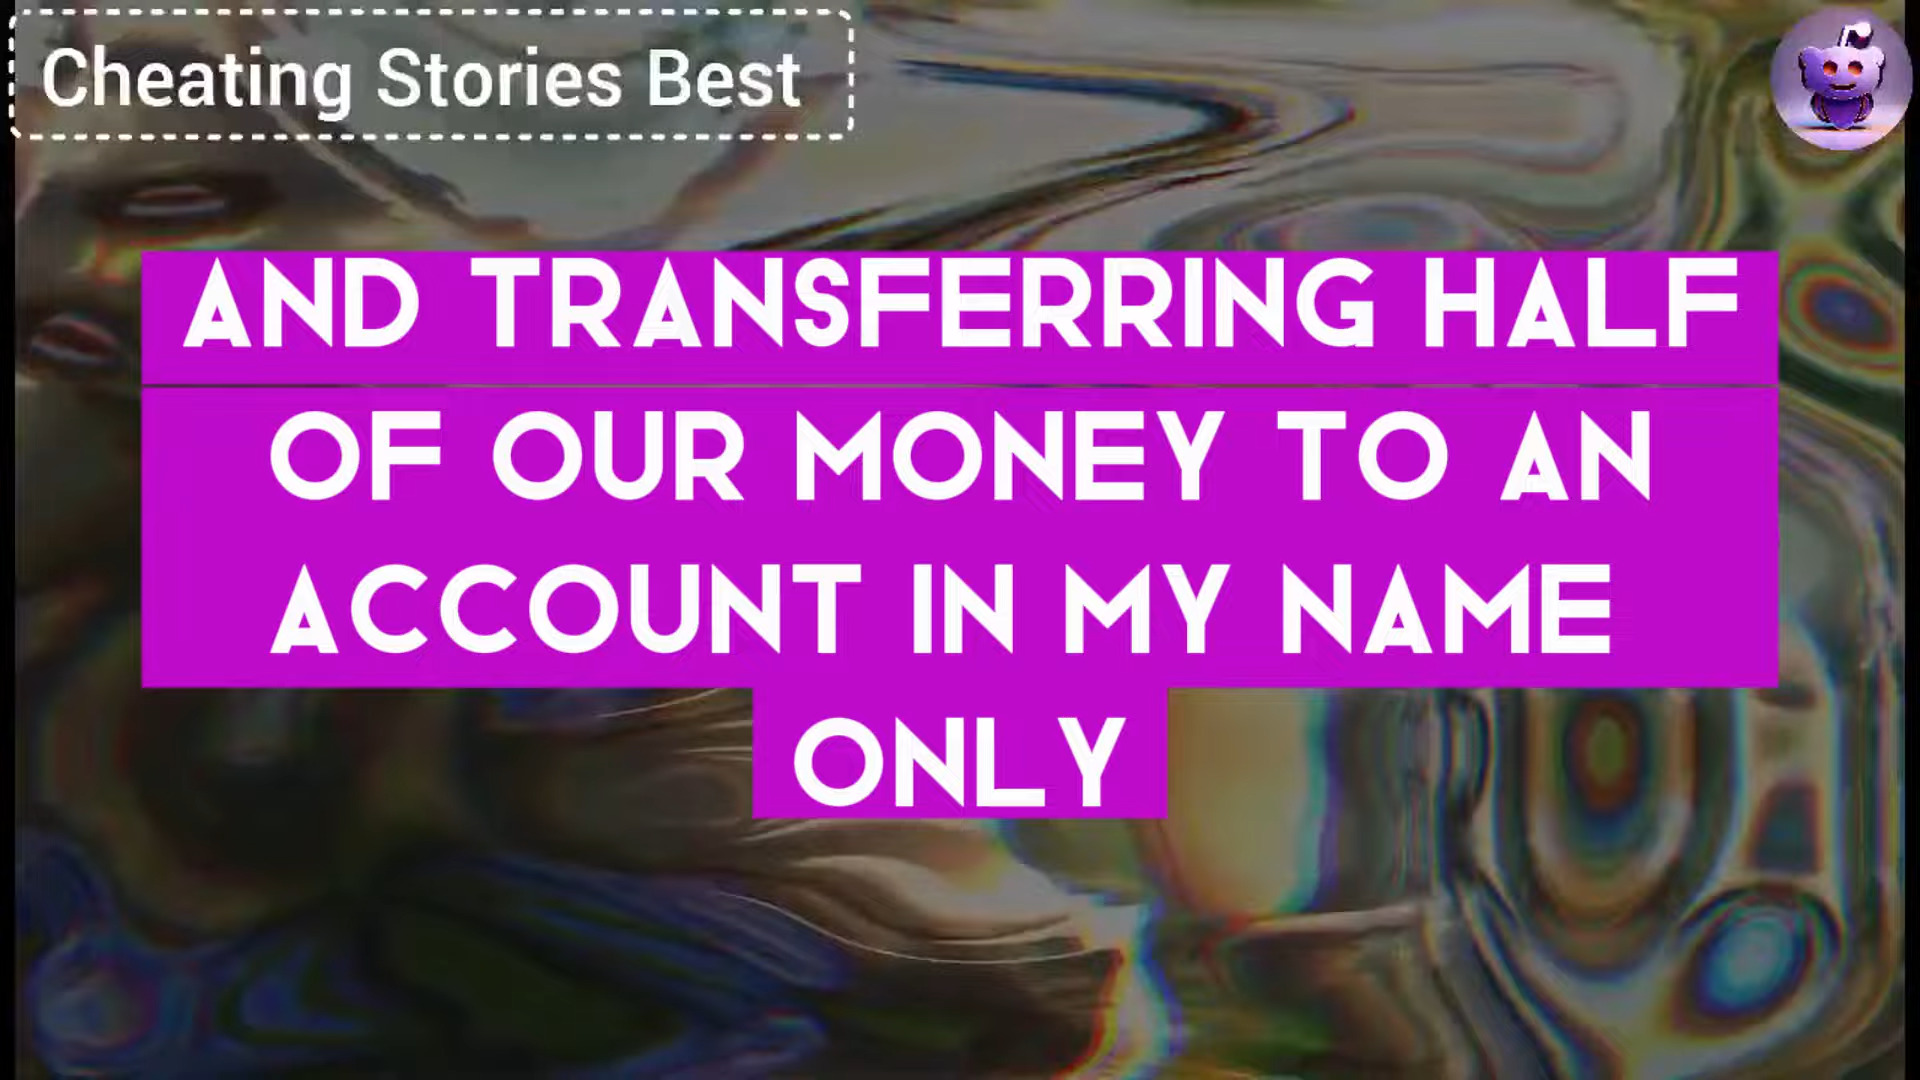 Cheating Stories Best
AND TRANSFERRING HALF
OF OUR MONEY TO AN
ACCOUNT IN MY NAME
ONLY